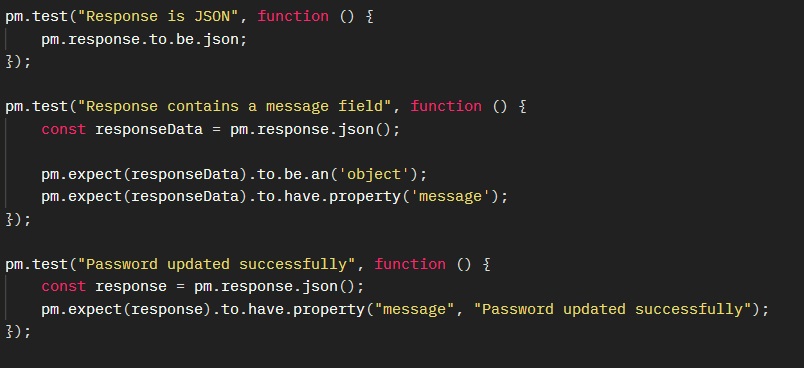 pm.test("Response is JSON", function () {
    pm.response.to.be.json;
});

pm.test("Response contains a message field", function () {
    const responseData = pm.response.json();

    pm.expect(responseData).to.be.an('object');
    pm.expect(responseData).to.have.property('message');
});

pm.test("Password updated successfully", function () {
    const response = pm.response.json();
    pm.expect(response).to.have.property("message", "Password updated successfully");
});